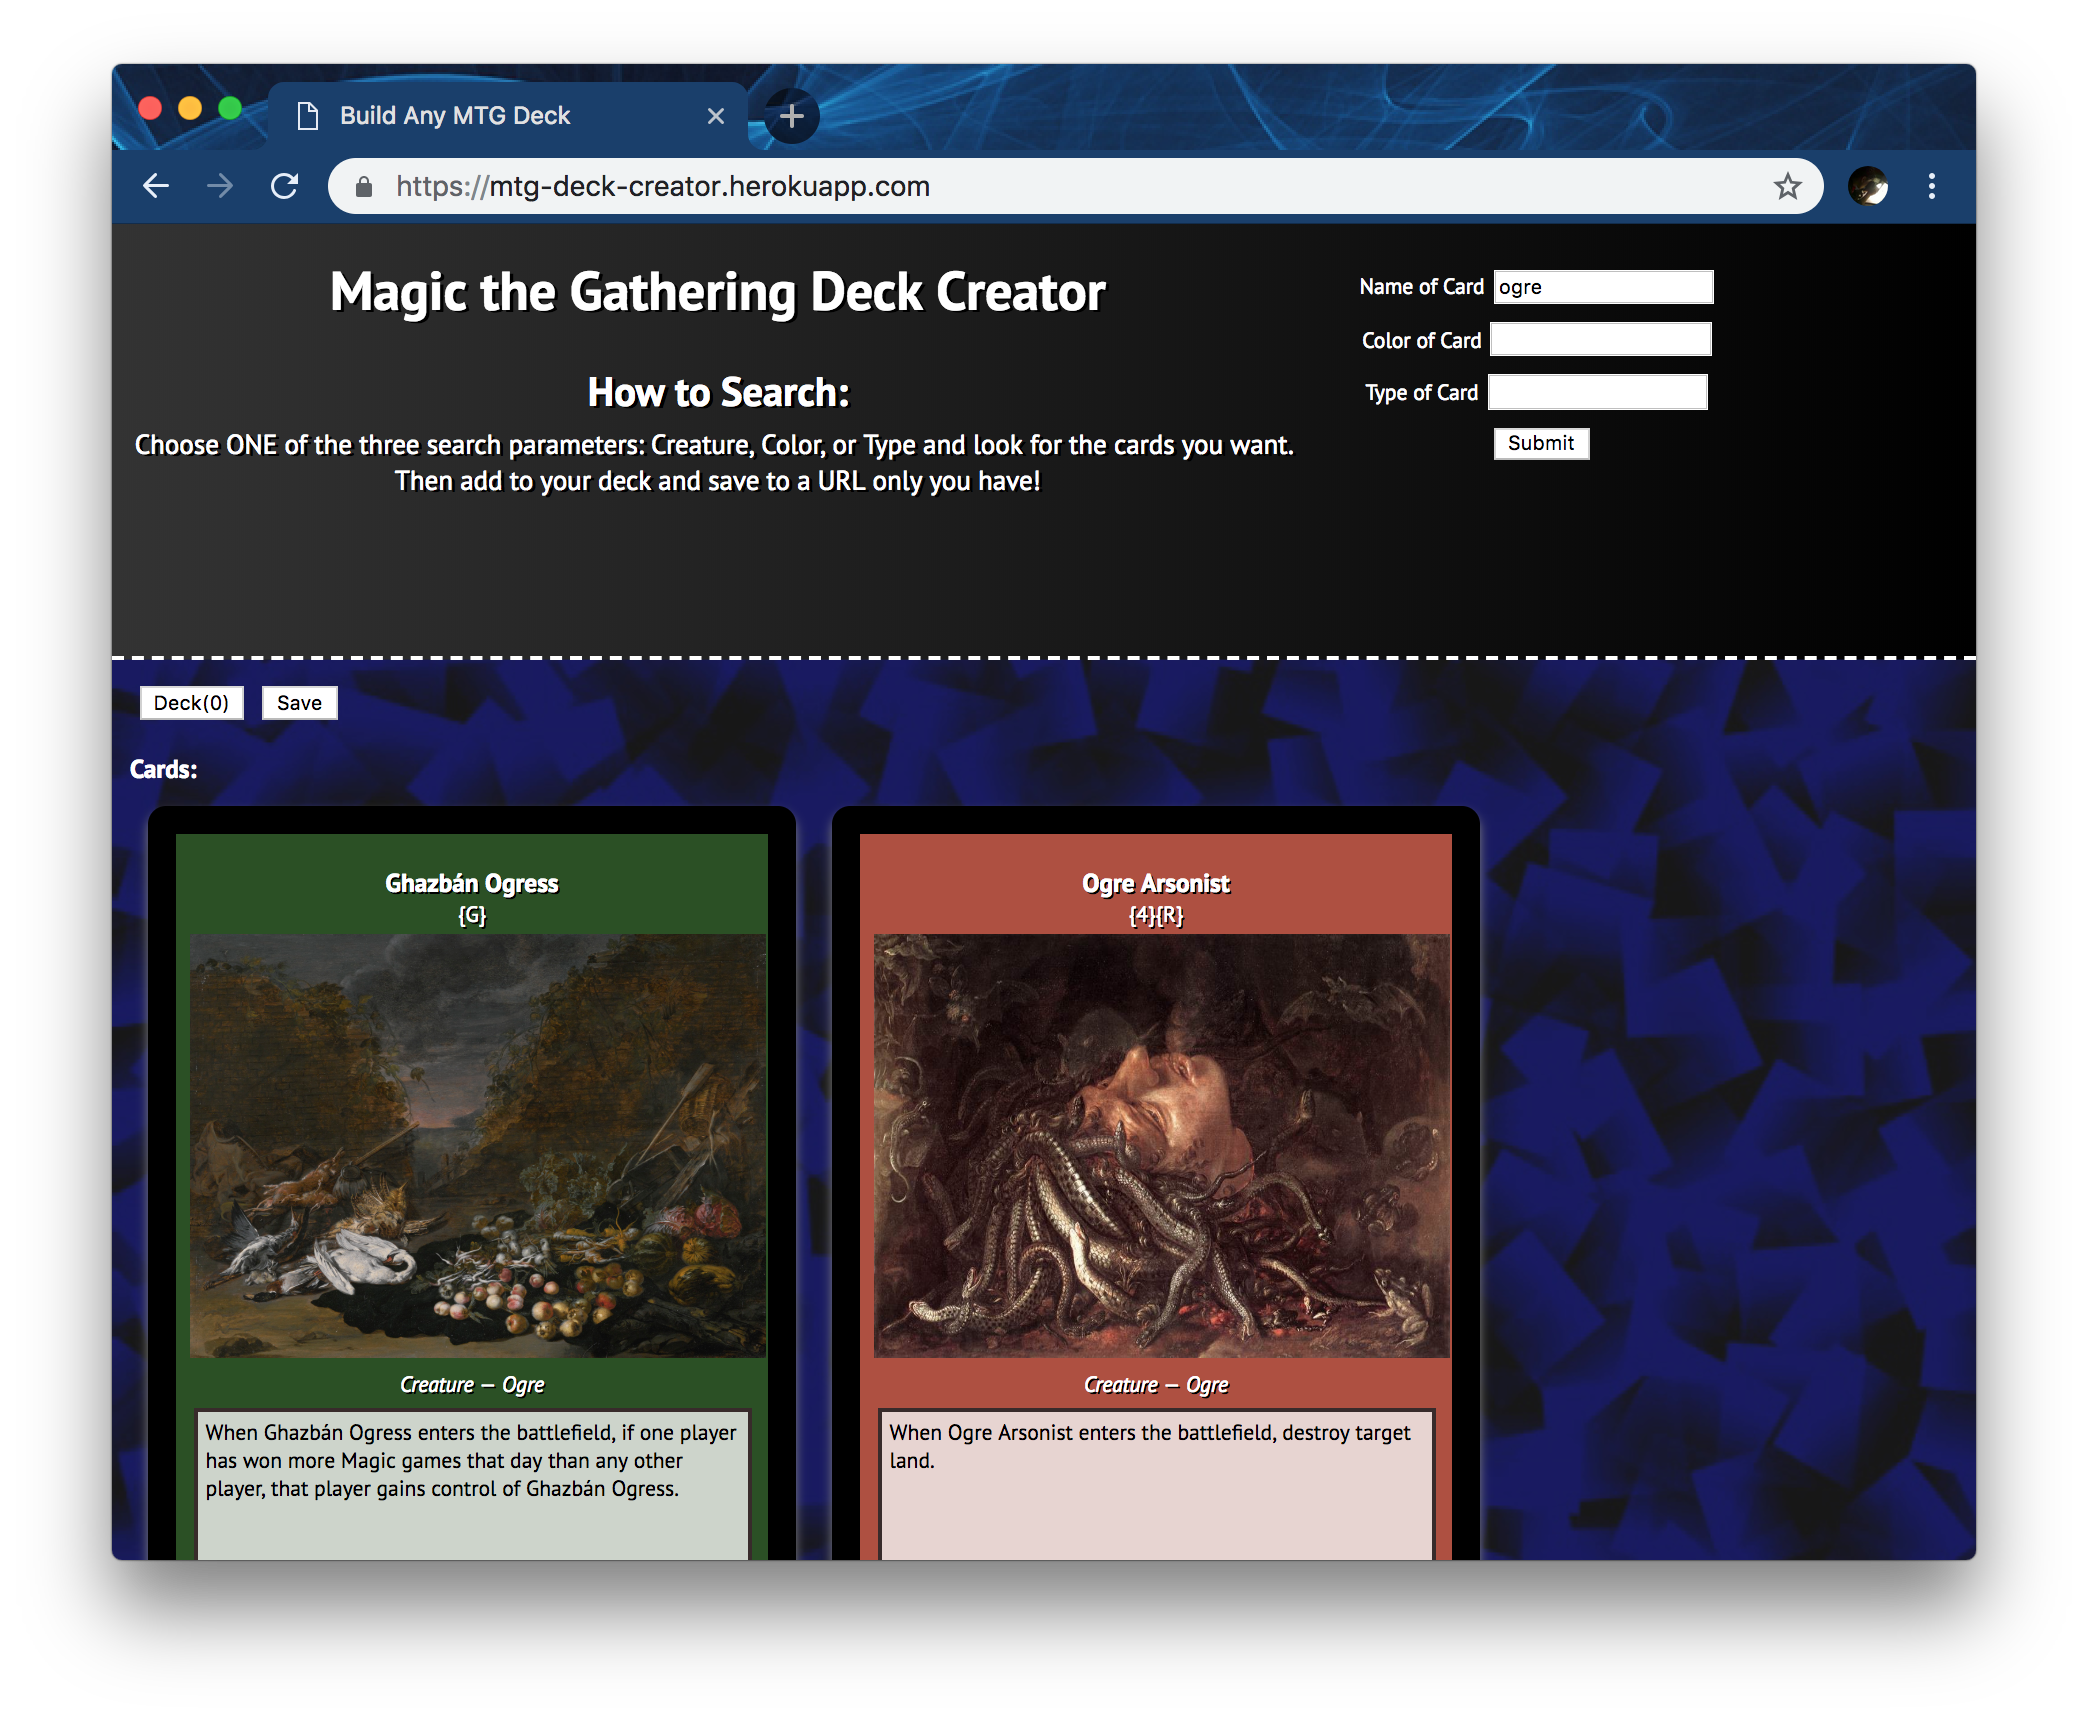 Build Any MTG Deck
https://mtg-deck-creator.herokuapp.com
Magic the Gathering Deck Creator
How to Search:
Choose ONE of the three search parameters: Creature, Color, or Type and look for the cards you want.
Then add to your deck and save to a URL only you have!
Name of Card ogre
Color of Card
Type of Card
Submit
Deck(0) Save
Cards:
Ghazbán Ogress
{G}
Creature — Ogre
When Ghazbán Ogress enters the battlefield, if one player
has won more Magic games that day than any other
player, that player gains control of Ghazbán Ogress.
Ogre Arsonist
{4}{R}
Creature — Ogre
When Ogre Arsonist enters the battlefield, destroy target
land.